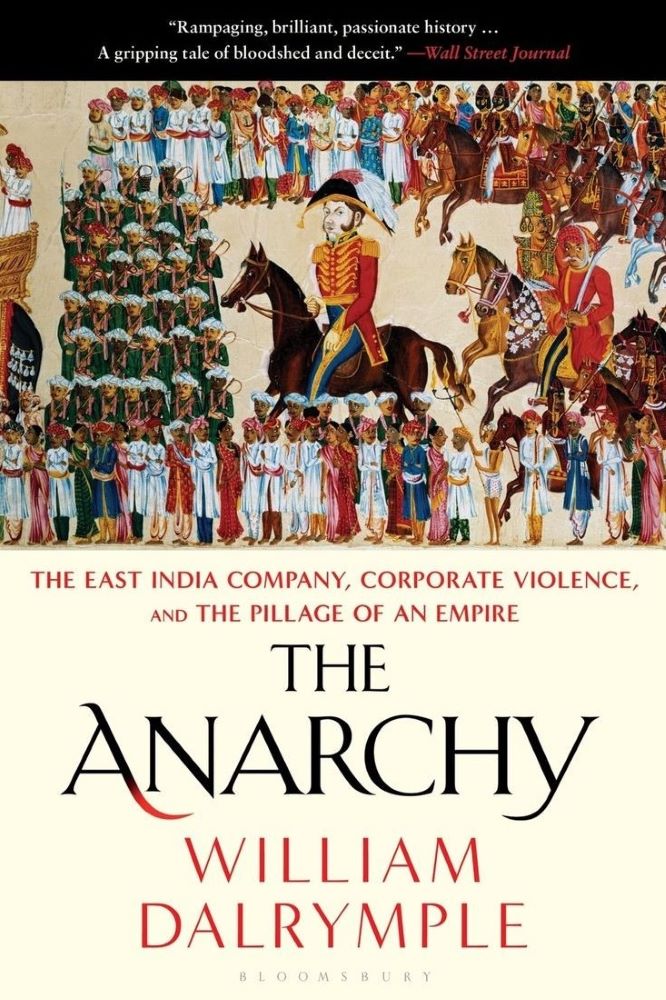 “Rampaging, brilliant, passionate history …
A gripping tale of bloodshed and deceit.” —Wall Street Journal
THE EAST INDIA COMPANY, CORPORATE VIOLENCE,
AND THE PILLAGE OF AN EMPIRE
THE
ANARCHY
WILLIAM
DALRYMPLE
BLOOMSBURY